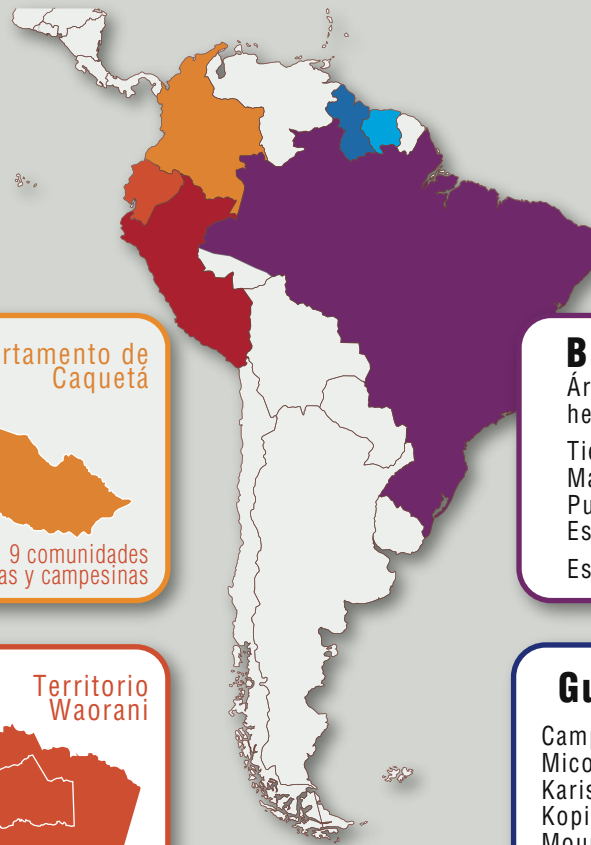 rtamento de
Caquetá
9 comunidades
as y campesinas
Territorio
Waorani
B
Ár
he
Tie
Ma
Pu
Es
Es
Gu
Camp
Mico
Karis
Kopi
Mour